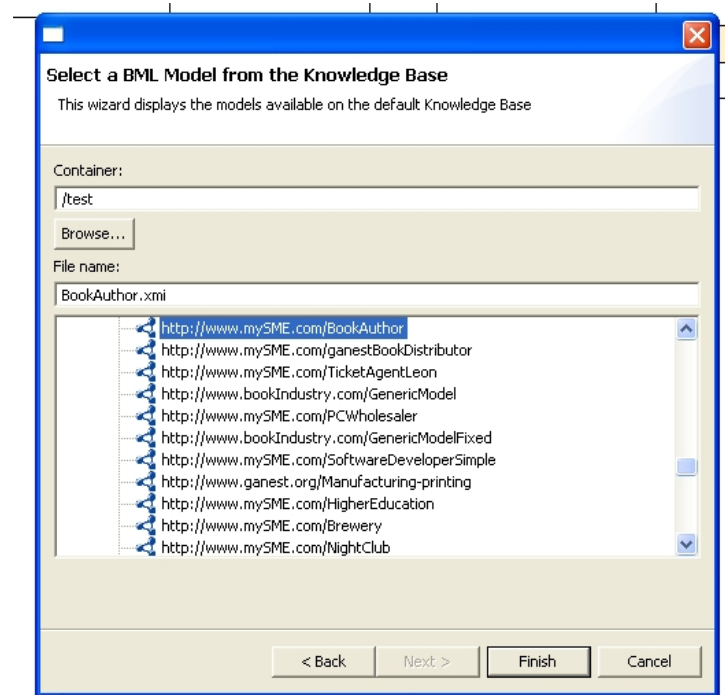 Select a BML Model from the Knowledge Base
This wizard displays the models available on the default Knowledge Base
Container:
/test
Browse...
File name:
BookAuthor.xmi
http://www.mySME.com/BookAuthor
http://www.mySME.com/ganestBookDistributor
http://www.mySME.com/TicketAgentLeon
http://www.bookIndustry.com/GenericModel
http://www.mySME.com/PCWholesaler
http://www.bookIndustry.com/GenericModelFixed
http://www.mySME.com/SoftwareDeveloperSimple
http://www.ganest.org/Manufacturing-printing
http://www.mySME.com/HigherEducation
http://www.mySME.com/Brewery
http://www.mySME.com/NightClub
< Back Next > Finish Cancel